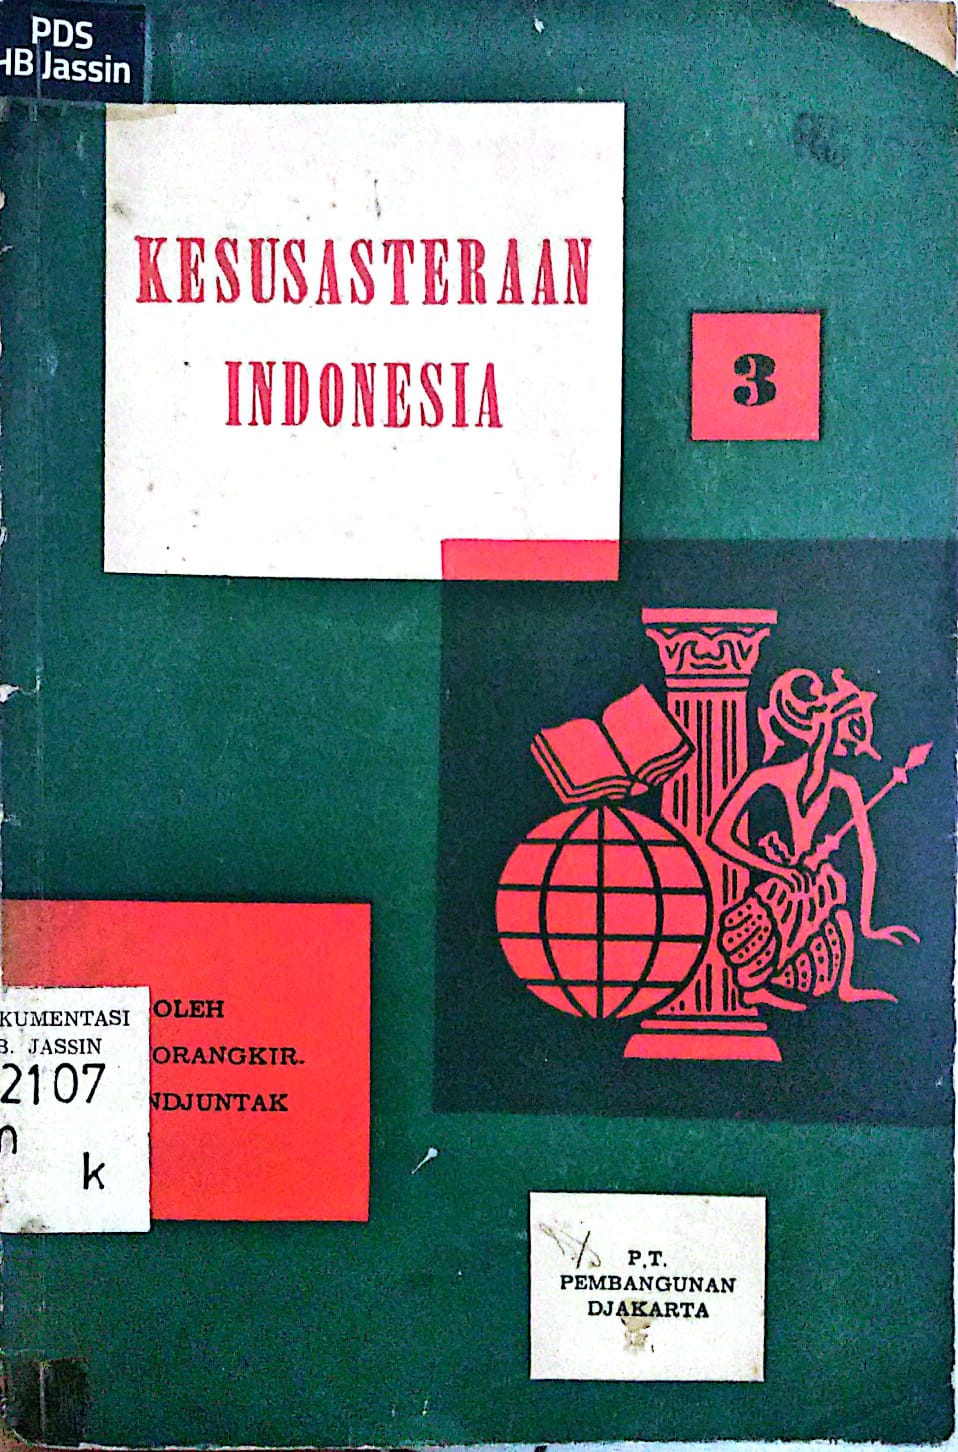 PDS
HB Jassin
KESUSASTERAAN
INDONESIA
3
OLEH
ORANGKIR.
NDJUNTAK
KUMENTASI
B. JASSIN
2107
k
P.T.
PEMBANGUNAN
DJAKARTA